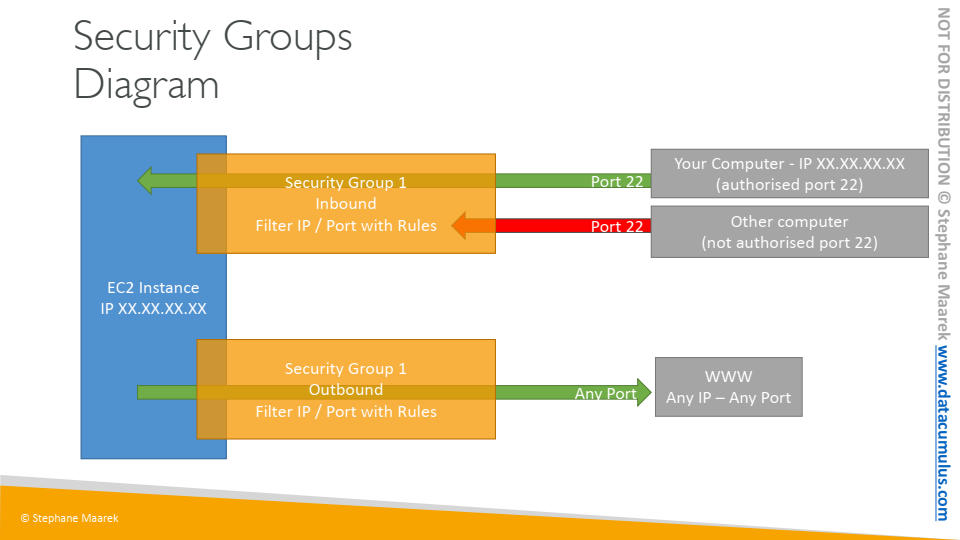 Security Groups
Diagram
EC2 Instance
IP XX.XX.XX.XX
Security Group 1
Inbound
Filter IP / Port with Rules
Port 22
Your Computer - IP XX.XX.XX.XX
(authorised port 22)
Port 22
Other computer
(not authorised port 22)
Security Group 1
Outbound
Filter IP / Port with Rules
Any Port
WWW
Any IP – Any Port
NOT FOR DISTRIBUTION © Stephane Maarek www.datacumulus.com
© Stephane Maarek